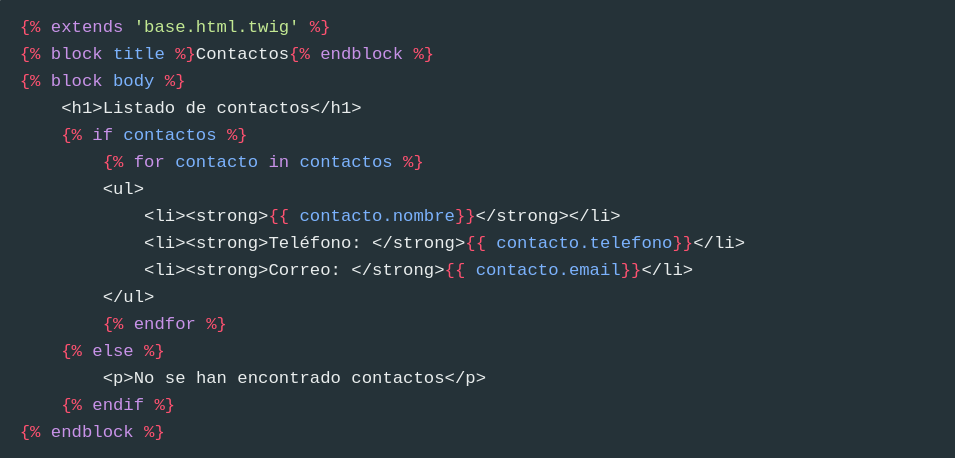 {% extends 'base.html.twig' %}
{% block title %}Contactos{% endblock %}
{% block body %}
    <h1>Listado de contactos</h1>
    {% if contactos %}
        {% for contacto in contactos %}
        <ul>
            <li><strong>{{ contacto.nombre}}</strong></li>
            <li><strong>Teléfono: </strong>{{ contacto.telefono}}</li>
            <li><strong>Correo: </strong>{{ contacto.email}}</li>
        </ul>
        {% endfor %}
    {% else %}
        <p>No se han encontrado contactos</p>
    {% endif %}
{% endblock %}